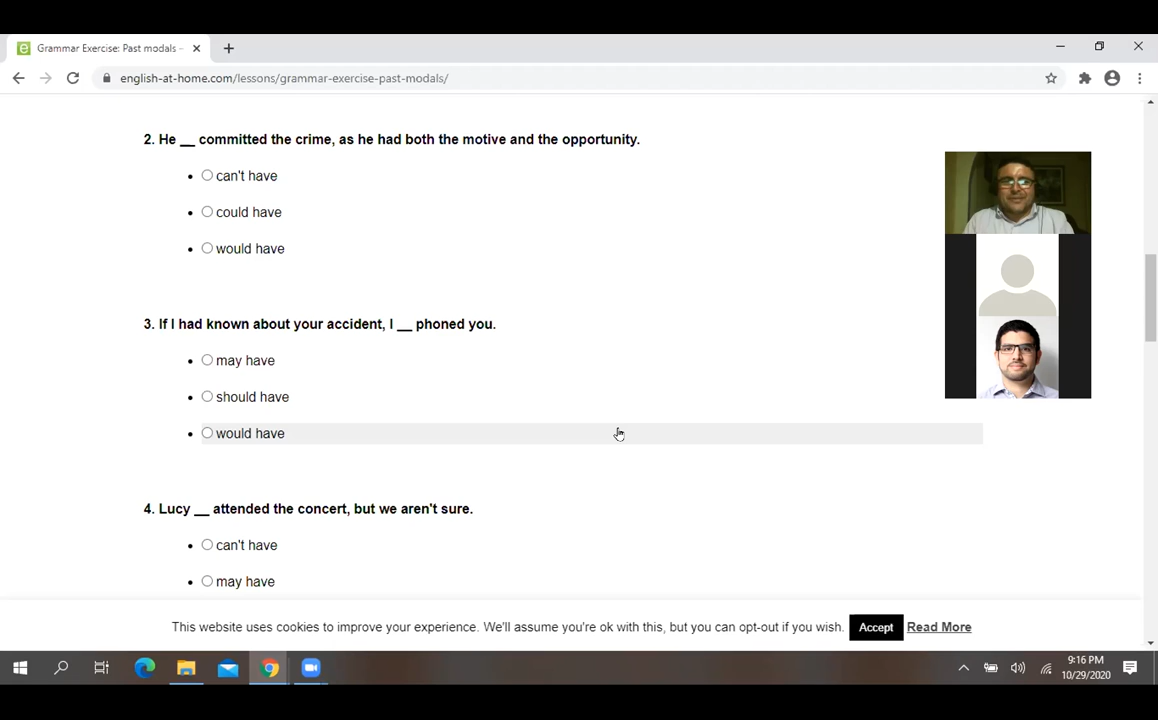 Grammar Exercise: Past modals –
english-at-home.com/lessons/grammar-exercise-past-modals/
2. He __ committed the crime, as he had both the motive and the opportunity.
can't have
could have
would have
3. If I had known about your accident, I __ phoned you.
may have
should have
would have
4. Lucy __ attended the concert, but we aren't sure.
can't have
may have
This website uses cookies to improve your experience. We'll assume you're ok with this, but you can opt-out if you wish. Accept Read More
9:16 PM
10/29/2020